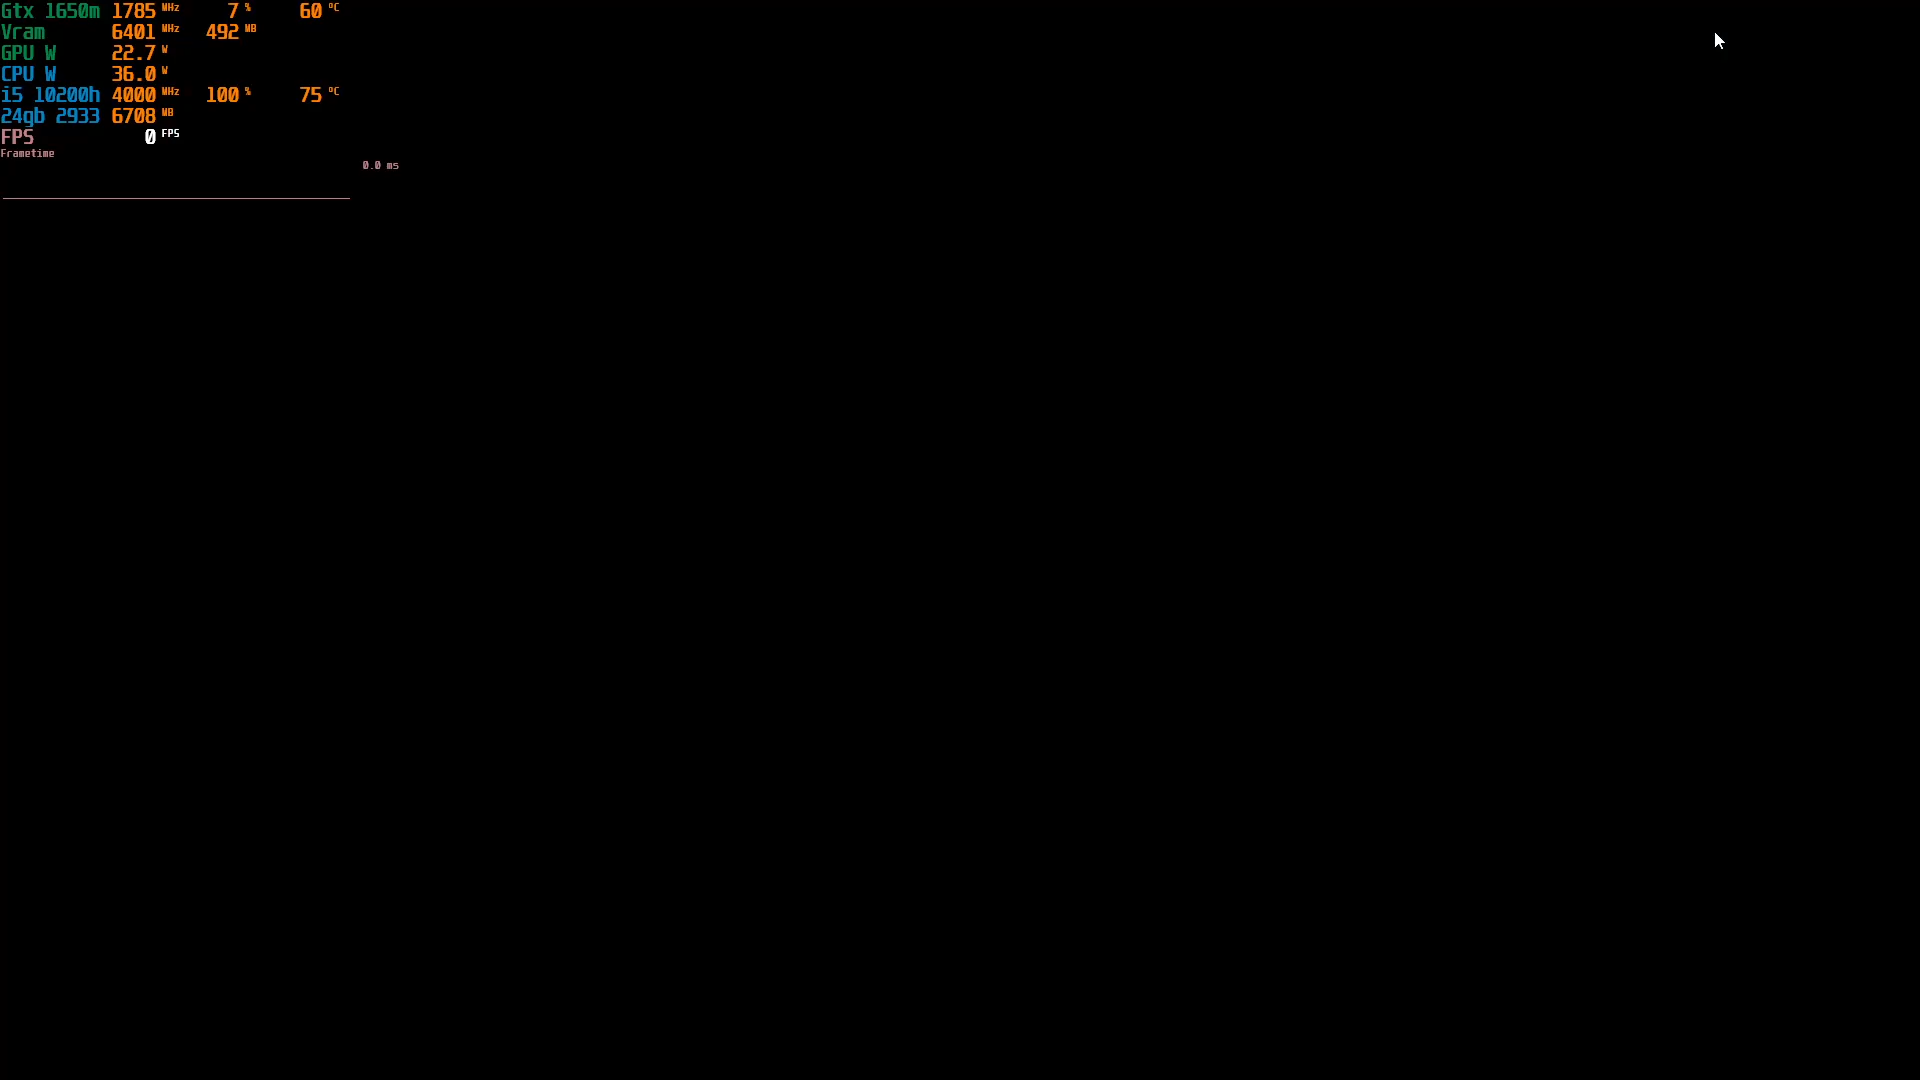 Gtx 1650m 1785 MHz 7 % 60 °C
Vram 6401 MHz 492 MB
GPU W 22.7 W
CPU W 36.0 W
i5 10200h 4000 MHz 100 % 75 °C
24gb 2933 6708 MB
FPS 0 FPS
Frametime
0.0 ms